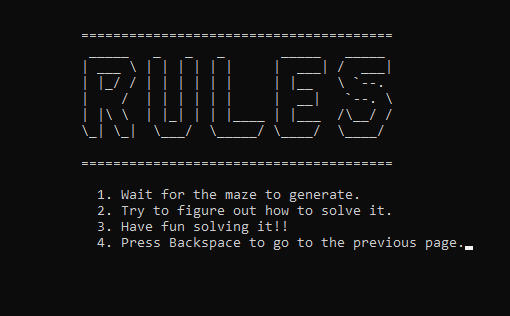 RULES
1. Wait for the maze to generate.
2. Try to figure out how to solve it.
3. Have fun solving it!!
4. Press Backspace to go to the previous page.